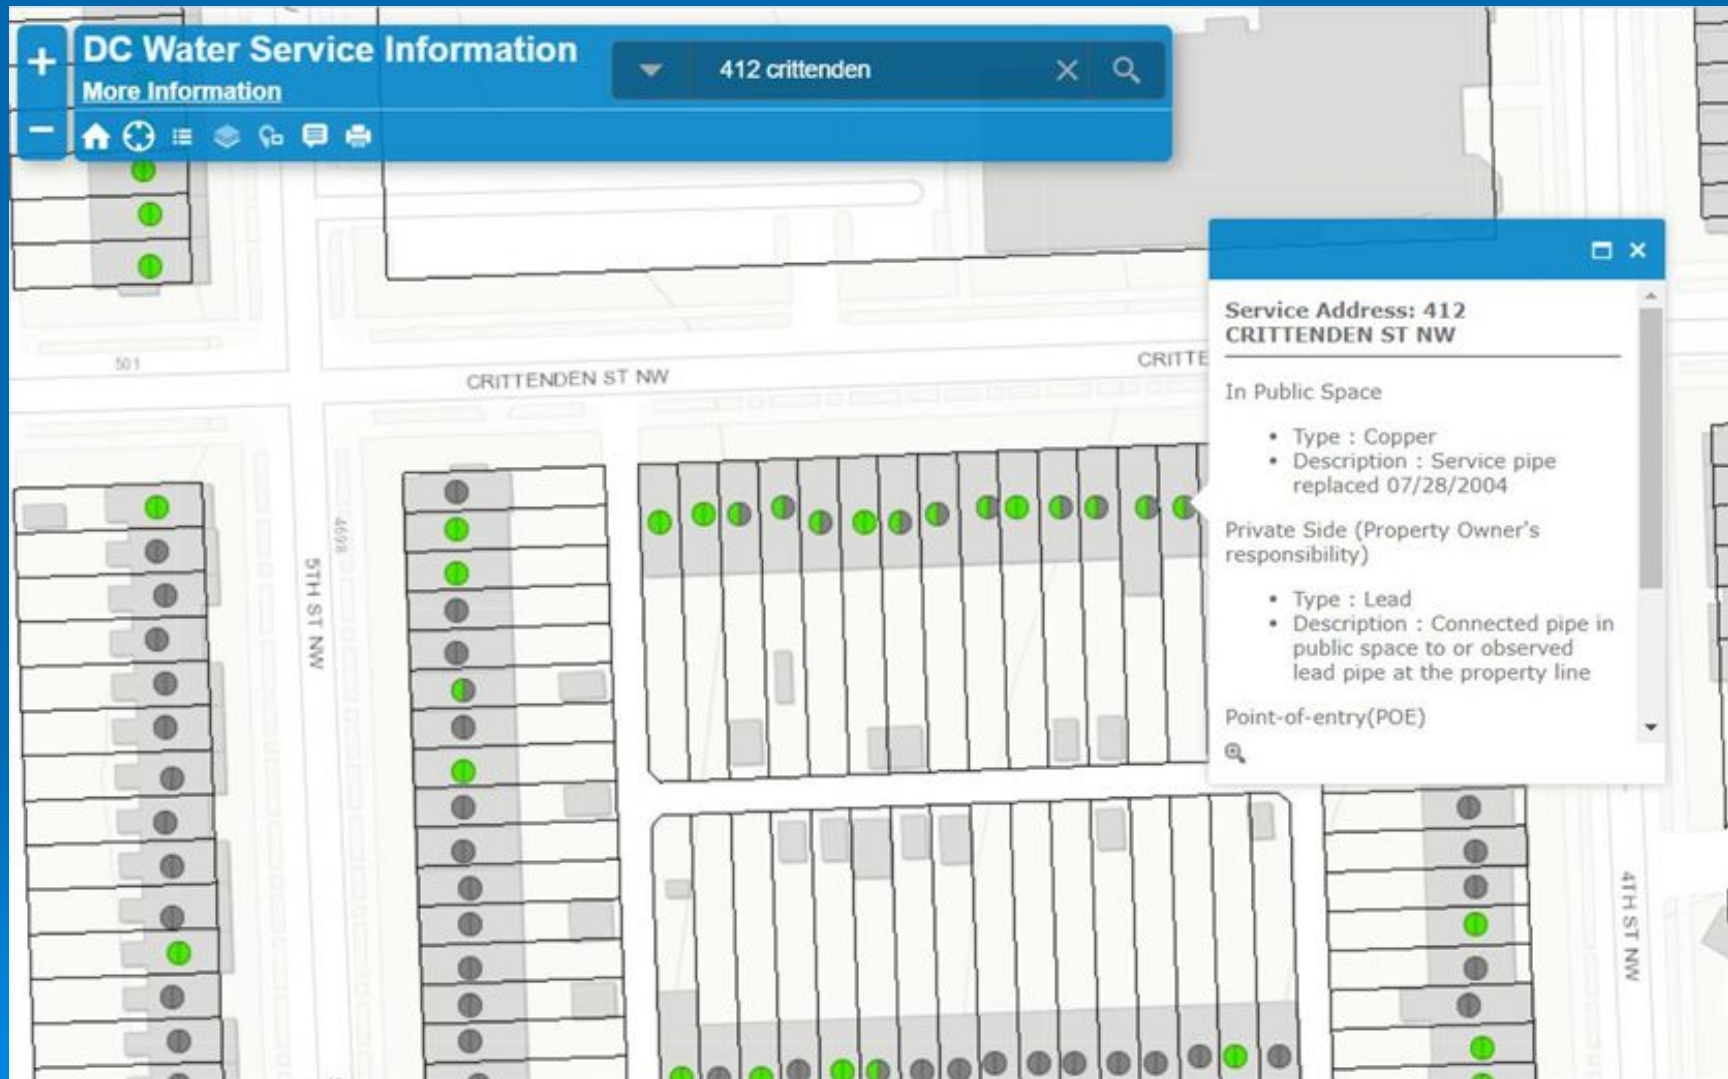 DC Water Service Information
More Information
412 crittenden
Service Address: 412
CRITTENDEN ST NW
In Public Space
• Type : Copper
• Description : Service pipe
replaced 07/28/2004
Private Side (Property Owner's
responsibility)
• Type : Lead
• Description : Connected pipe in
public space to or observed
lead pipe at the property line
Point-of-entry(POE)
501
CRITTENDEN ST NW
CRITTE
4698
5TH ST NW
4TH ST NW